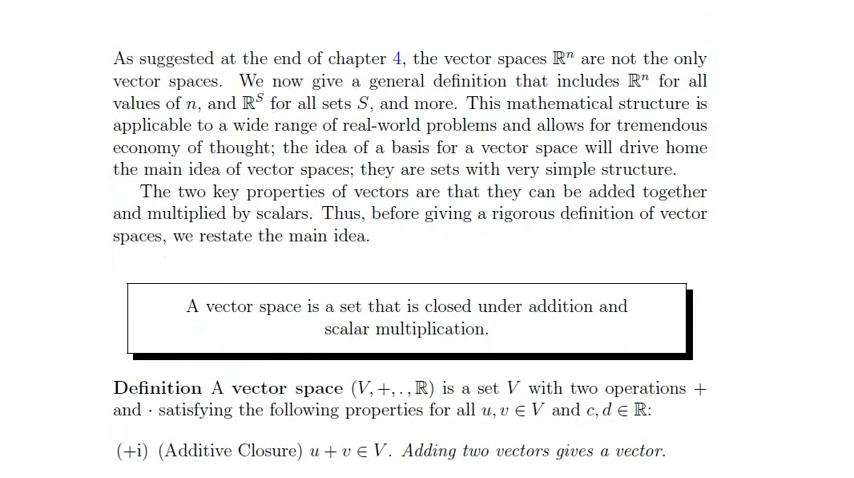 As suggested at the end of chapter 4, the vector spaces ℝⁿ are not the only
vector spaces. We now give a general definition that includes ℝⁿ for all
values of n, and ℝˢ for all sets S, and more. This mathematical structure is
applicable to a wide range of real-world problems and allows for tremendous
economy of thought; the idea of a basis for a vector space will drive home
the main idea of vector spaces; they are sets with very simple structure.
The two key properties of vectors are that they can be added together
and multiplied by scalars. Thus, before giving a rigorous definition of vector
spaces, we restate the main idea.
A vector space is a set that is closed under addition and
scalar multiplication.
Definition A vector space (V, +, . , ℝ) is a set V with two operations +
and · satisfying the following properties for all u, v ∈ V and c, d ∈ ℝ:
(+i) (Additive Closure) u + v ∈ V. Adding two vectors gives a vector.